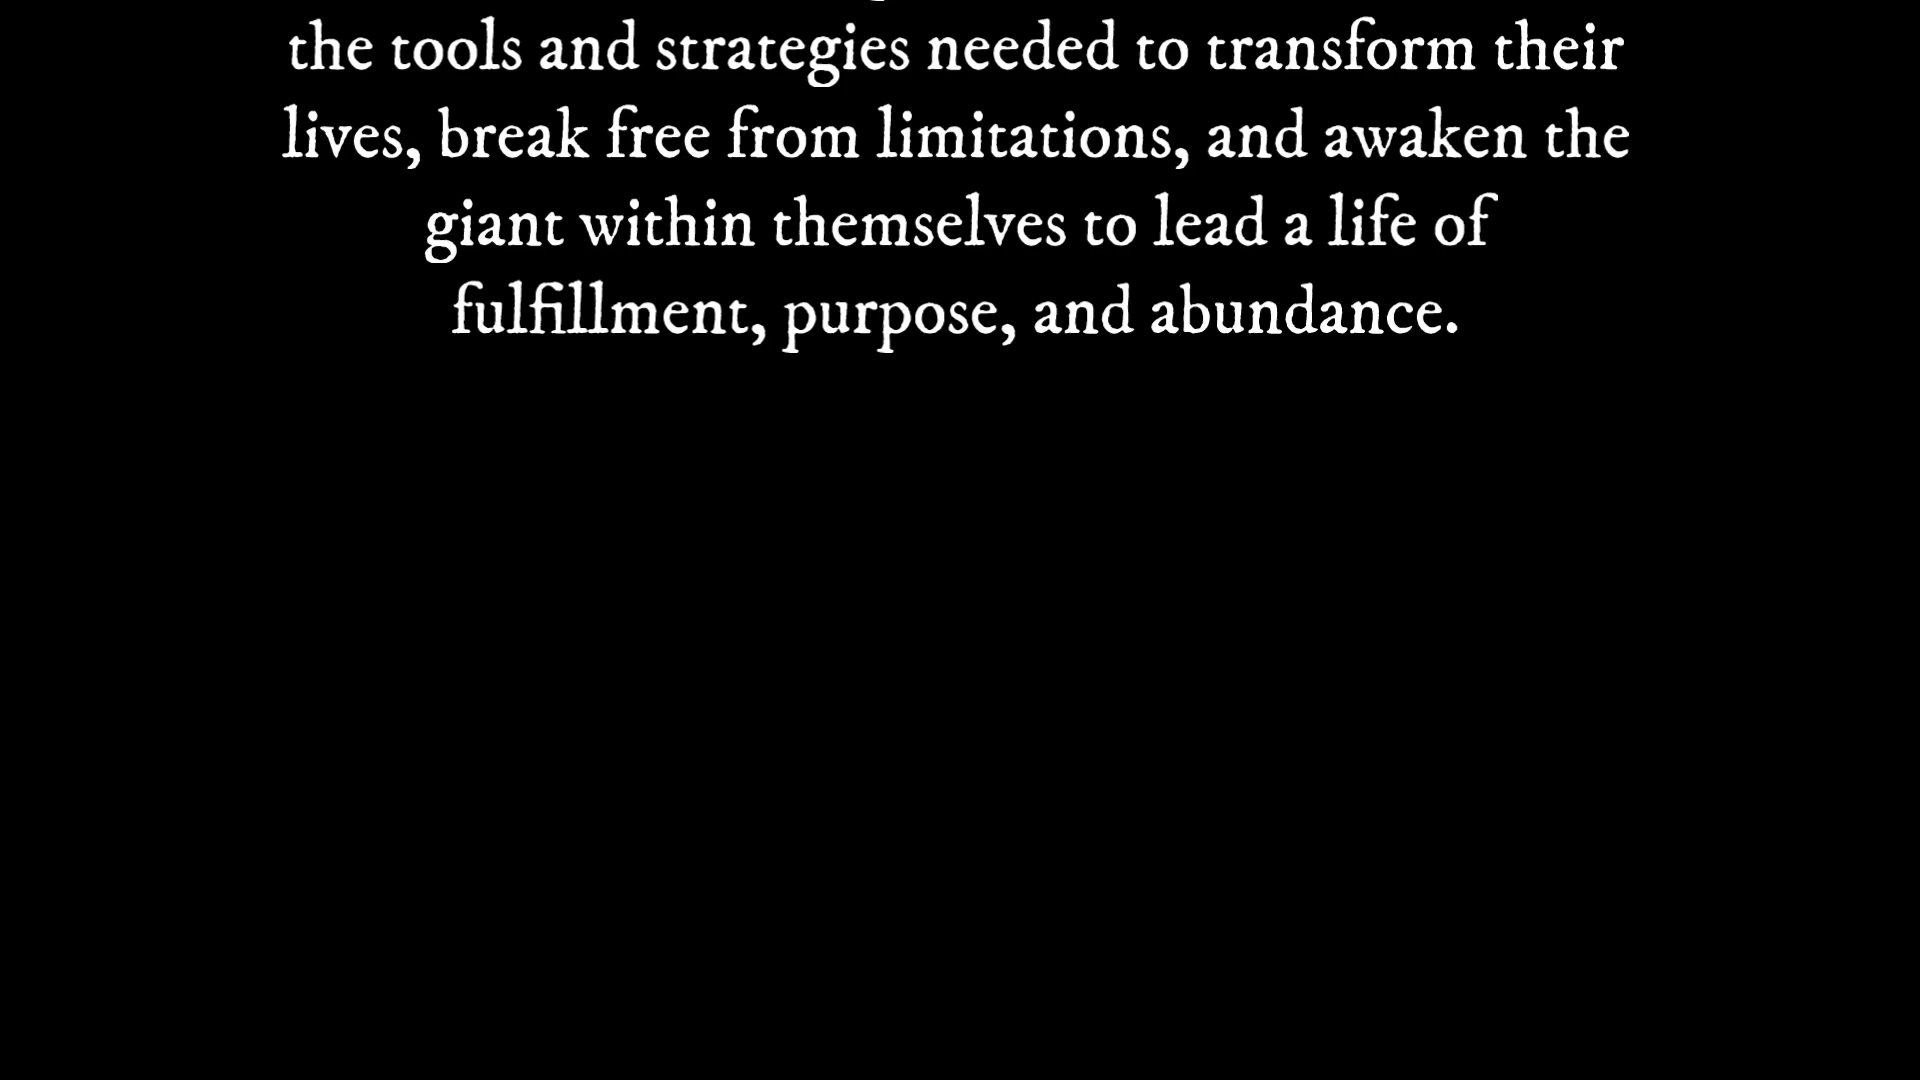 the tools and strategies needed to transform their
lives, break free from limitations, and awaken the
giant within themselves to lead a life of
fulfillment, purpose, and abundance.